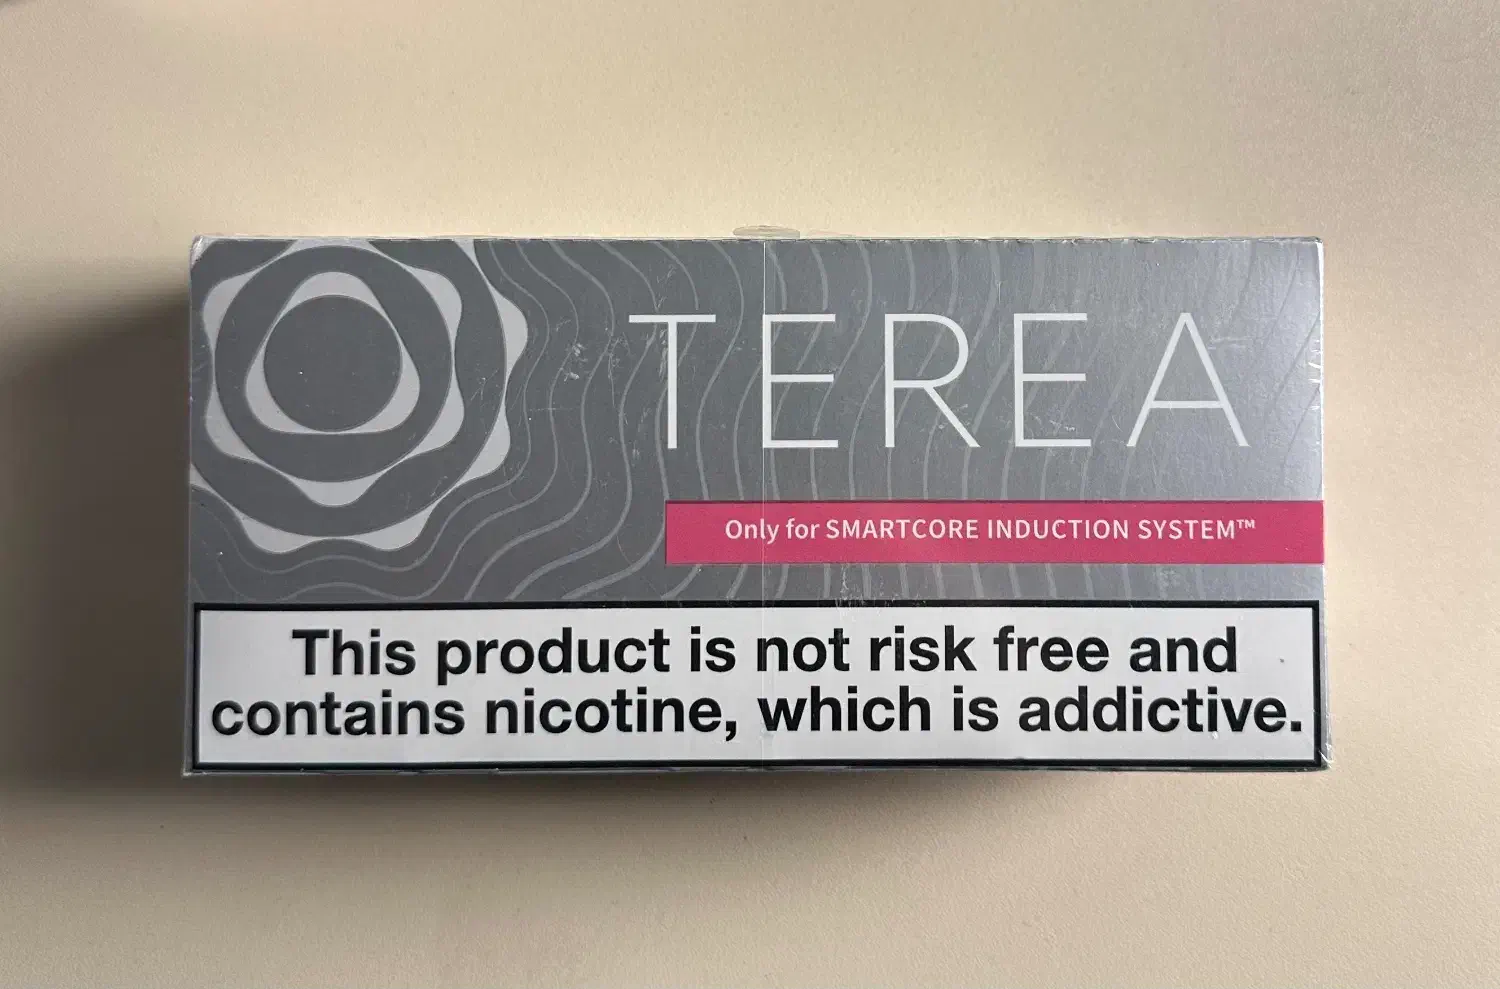 TEREA
Only for SMARTCORE INDUCTION SYSTEM™
This product is not risk free and
contains nicotine, which is addictive.